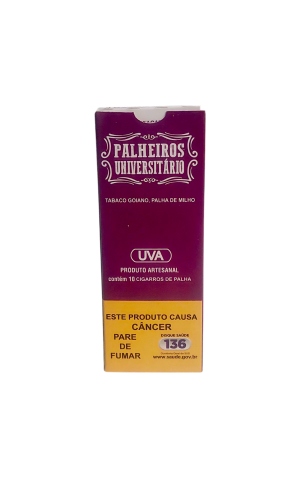 PALHEIROS
UNIVERSITÁRIO
TABACO GOIANO, PALHA DE MILHO
UVA
PRODUTO ARTESANAL
contém 10 CIGARROS DE PALHA
ESTE PRODUTO CAUSA
CÂNCER
PARE
DE
FUMAR
DISQUE SAÚDE
136
www.saude.gov.br